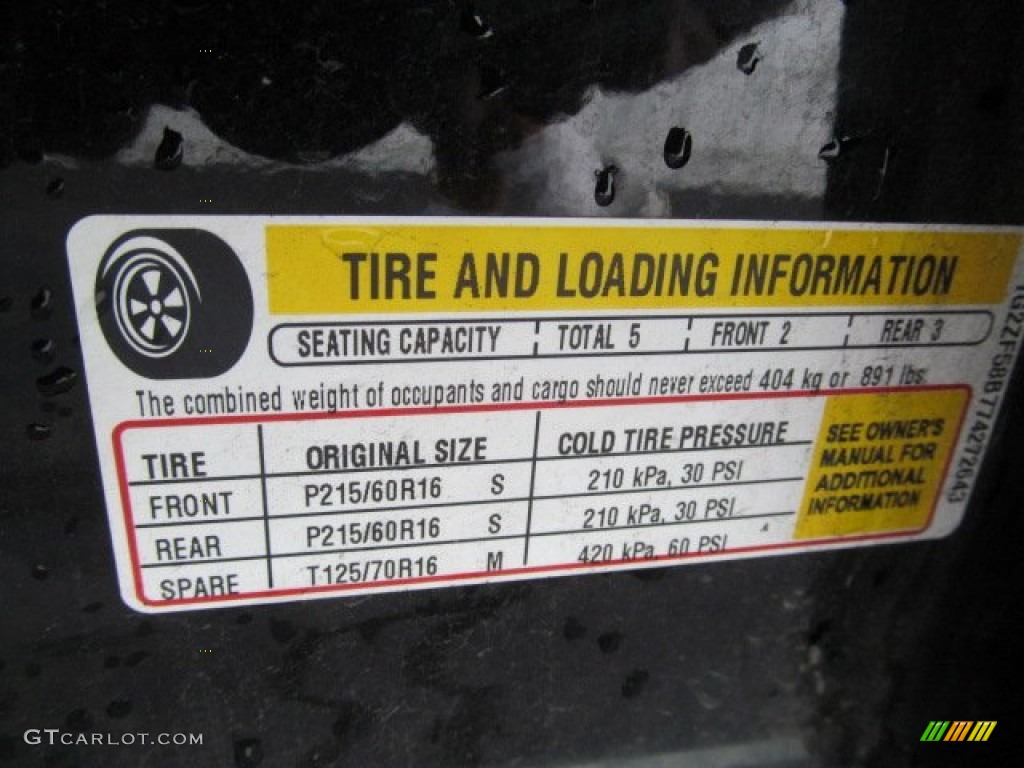 TIRE AND LOADING INFORMATION
SEATING CAPACITY TOTAL 5 FRONT 2 REAR 3
The combined weight of occupants and cargo should never exceed 404 kg or 891 lbs.
TIRE ORIGINAL SIZE COLD TIRE PRESSURE
FRONT P215/60R16 S 210 kPa, 30 PSI
REAR P215/60R16 S 210 kPa, 30 PSI
SPARE T125/70R16 M 420 kPa, 60 PSI
SEE OWNER'S
MANUAL FOR
ADDITIONAL
INFORMATION
1G2ZF58B774272643
GTCARLOT.COM